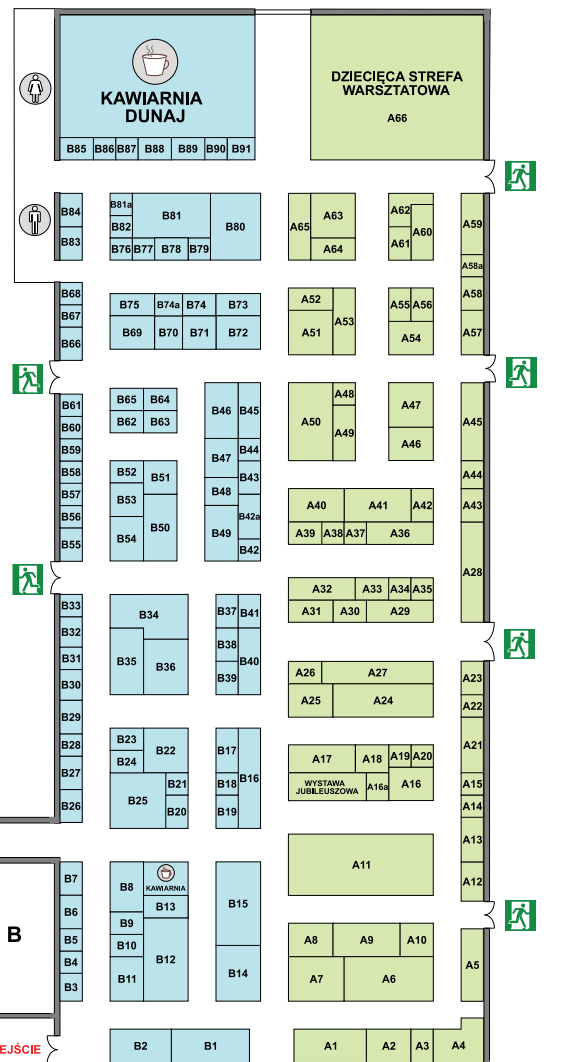 KAWIARNIA
DUNAJ
DZIECIĘCA STREFA
WARSZTATOWA
A66
B85 B86 B87 B88 B89 B90 B91
B84
B83
B81a
B82
B81
B80
B76 B77 B78 B79
A65
A63
A64
A62
A61
A60
A59
A58a
A58
A57
B68
B67
B66
B75 B74a B74 B73
B69 B70 B71 B72
A52
A51
A53
A55 A56
A54
B61
B60
B59
B58
B57
B56
B55
B65 B64
B62 B63
B46 B45
B47
B44
B43
B48
B49
B42a
B42
B52
B51
B53
B50
B54
A50
A48
A49
A47
A46
A45
A44
A43
A28
A40 A41 A42
A39 A38 A37 A36
A32 A33 A34 A35
A31 A30 A29
B33
B32
B31
B30
B29
B28
B27
B26
B34
B35
B36
B37 B41
B38
B40
B39
A26 A27
A25 A24
A23
A22
A21
A15
A14
A13
A12
B23
B24
B22
B25
B21
B20
B17
B16
B18
B19
A17 A18 A19 A20
WYSTAWA
JUBILEUSZOWA
A16a
A16
A11
B
B7
B6
B5
B4
B3
B8
KAWIARNIA
B13
B9
B10
B12
B11
B15
B14
A8 A9 A10
A7 A6
A5
EJŚCIE
B2 B1
A1 A2 A3 A4